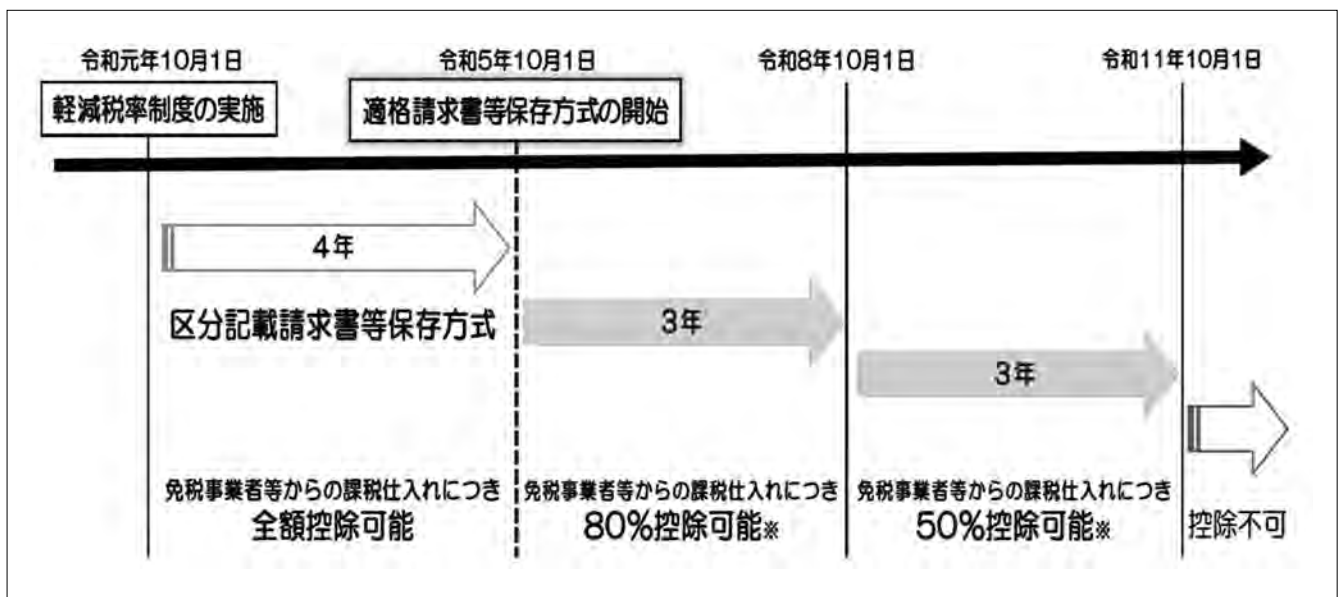 令和元年10月1日
令和5年10月1日
令和8年10月1日
令和11年10月1日
軽減税率制度の実施
適格請求書等保存方式の開始
4年
区分記載請求書等保存方式
3年
3年
免税事業者等からの課税仕入れにつき
全額控除可能
免税事業者等からの課税仕入れにつき
80%控除可能※
免税事業者等からの課税仕入れにつき
50%控除可能※
控除不可